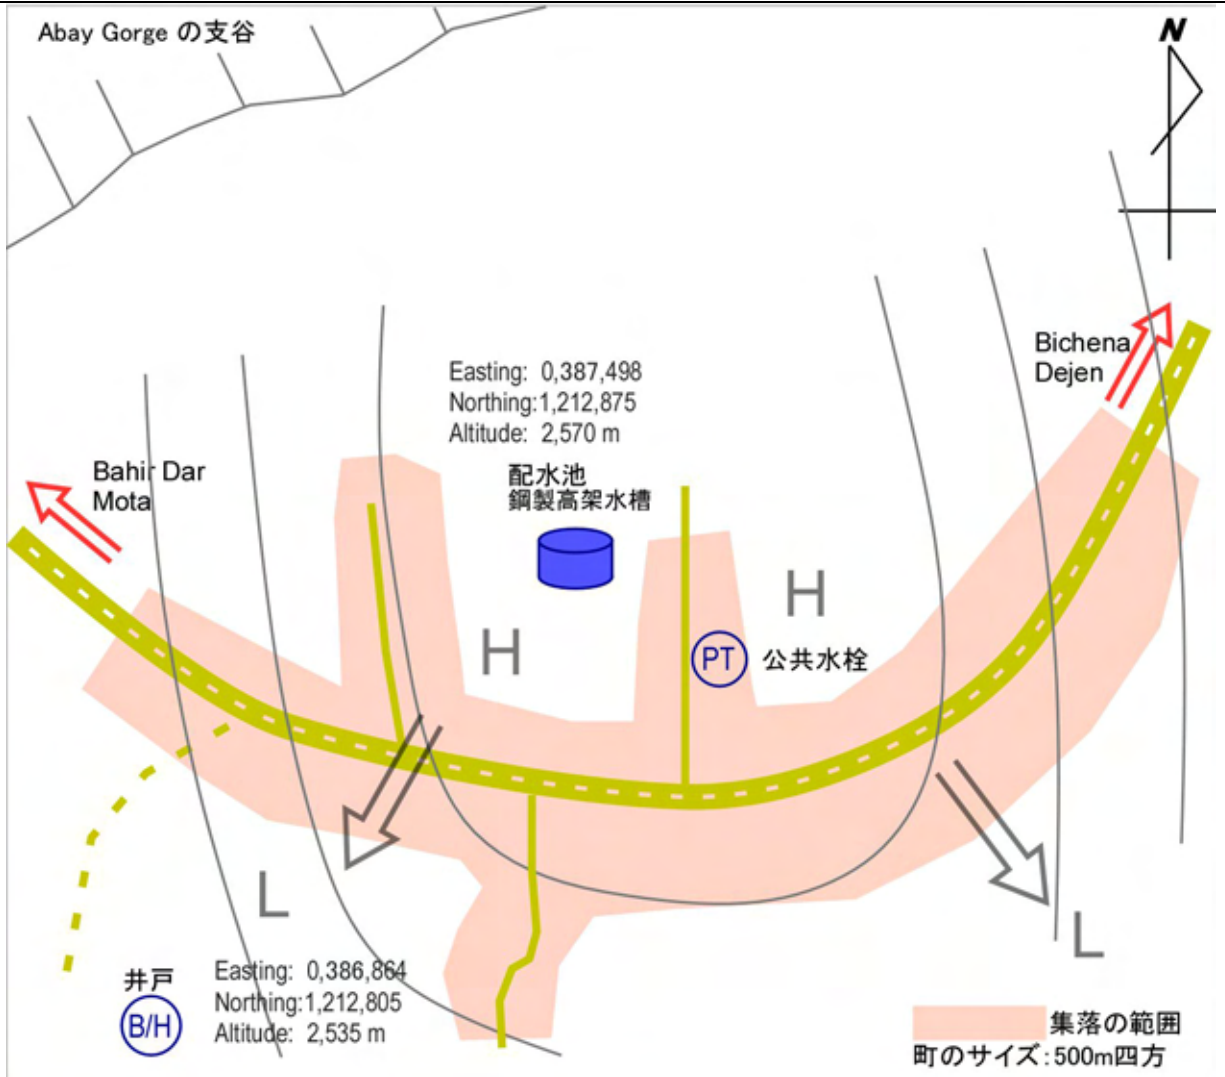 Abay Gorge の支谷
N
Bichena
Dejen
Easting: 0,387,498
Northing:1,212,875
Altitude: 2,570 m
配水池
鋼製高架水槽
Bahir Dar
Mota
H
H
PT 公共水栓
L
L
井戸
B/H
Easting: 0,386,864
Northing:1,212,805
Altitude: 2,535 m
集落の範囲
町のサイズ:500m四方